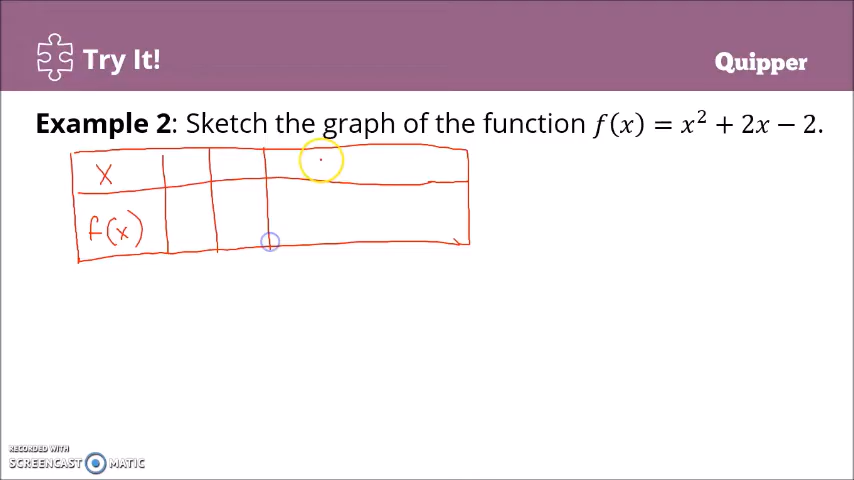 Try It!
Quipper
Example 2: Sketch the graph of the function f(x) = x² + 2x − 2.
x
f(x)
RECORDED WITH
SCREENCAST MATIC